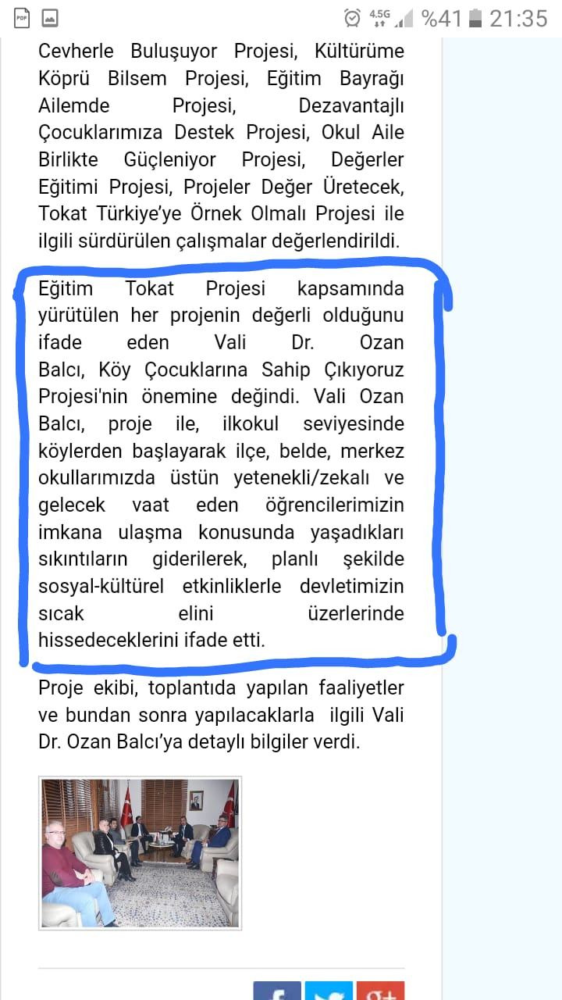 PDF 4.5G %41 21:35
Cevherle Buluşuyor Projesi, Kültürüme
Köprü Bilsem Projesi, Eğitim Bayrağı
Ailemde Projesi, Dezavantajlı
Çocuklarımıza Destek Projesi, Okul Aile
Birlikte Güçleniyor Projesi, Değerler
Eğitimi Projesi, Projeler Değer Üretecek,
Tokat Türkiye’ye Örnek Olmalı Projesi ile
ilgili sürdürülen çalışmalar değerlendirildi.
Eğitim Tokat Projesi kapsamında
yürütülen her projenin değerli olduğunu
ifade eden Vali Dr. Ozan
Balcı, Köy Çocuklarına Sahip Çıkıyoruz
Projesi'nin önemine değindi. Vali Ozan
Balcı, proje ile, ilkokul seviyesinde
köylerden başlayarak ilçe, belde, merkez
okullarımızda üstün yetenekli/zekalı ve
gelecek vaat eden öğrencilerimizin
imkana ulaşma konusunda yaşadıkları
sıkıntıların giderilerek, planlı şekilde
sosyal-kültürel etkinliklerle devletimizin
sıcak elini üzerlerinde
hissedeceklerini ifade etti.
Proje ekibi, toplantıda yapılan faaliyetler
ve bundan sonra yapılacaklarla ilgili Vali
Dr. Ozan Balcı’ya detaylı bilgiler verdi.
f g+